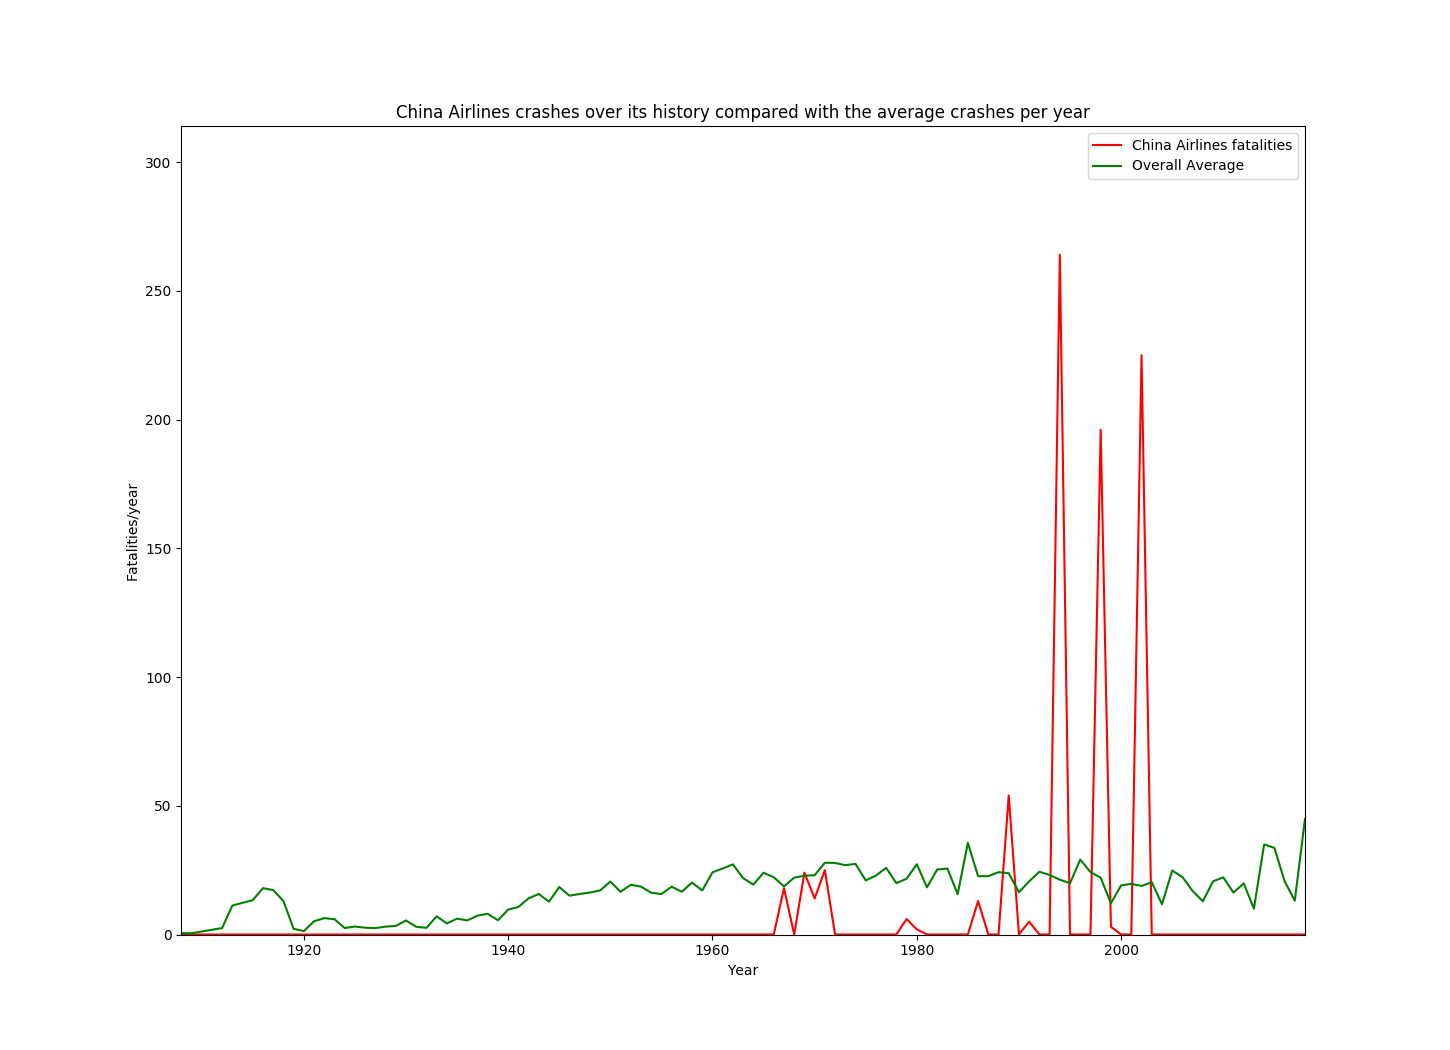 China Airlines crashes over its history compared with the average crashes per year
China Airlines fatalities
Overall Average
300
250
200
150
100
50
0
Fatalities/year
1920 1940 1960 1980 2000
Year